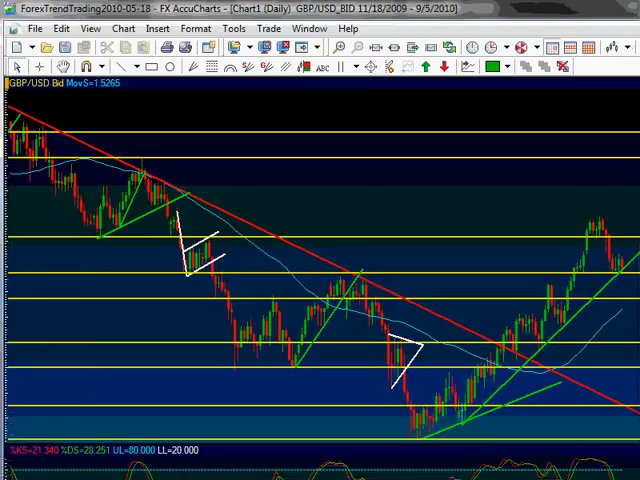 ForexTrendTrading2010-05-18 - FX AccuCharts - [Chart1 (Daily) GBP/USD_BID 11/18/2009 - 9/5/2010]
File Edit View Chart Insert Format Tools Trade Window Help
ABC
GBP/USD Bid MovS=1.5265
%KS=21.340 %DS=28.251 UL=80.000 LL=20.000